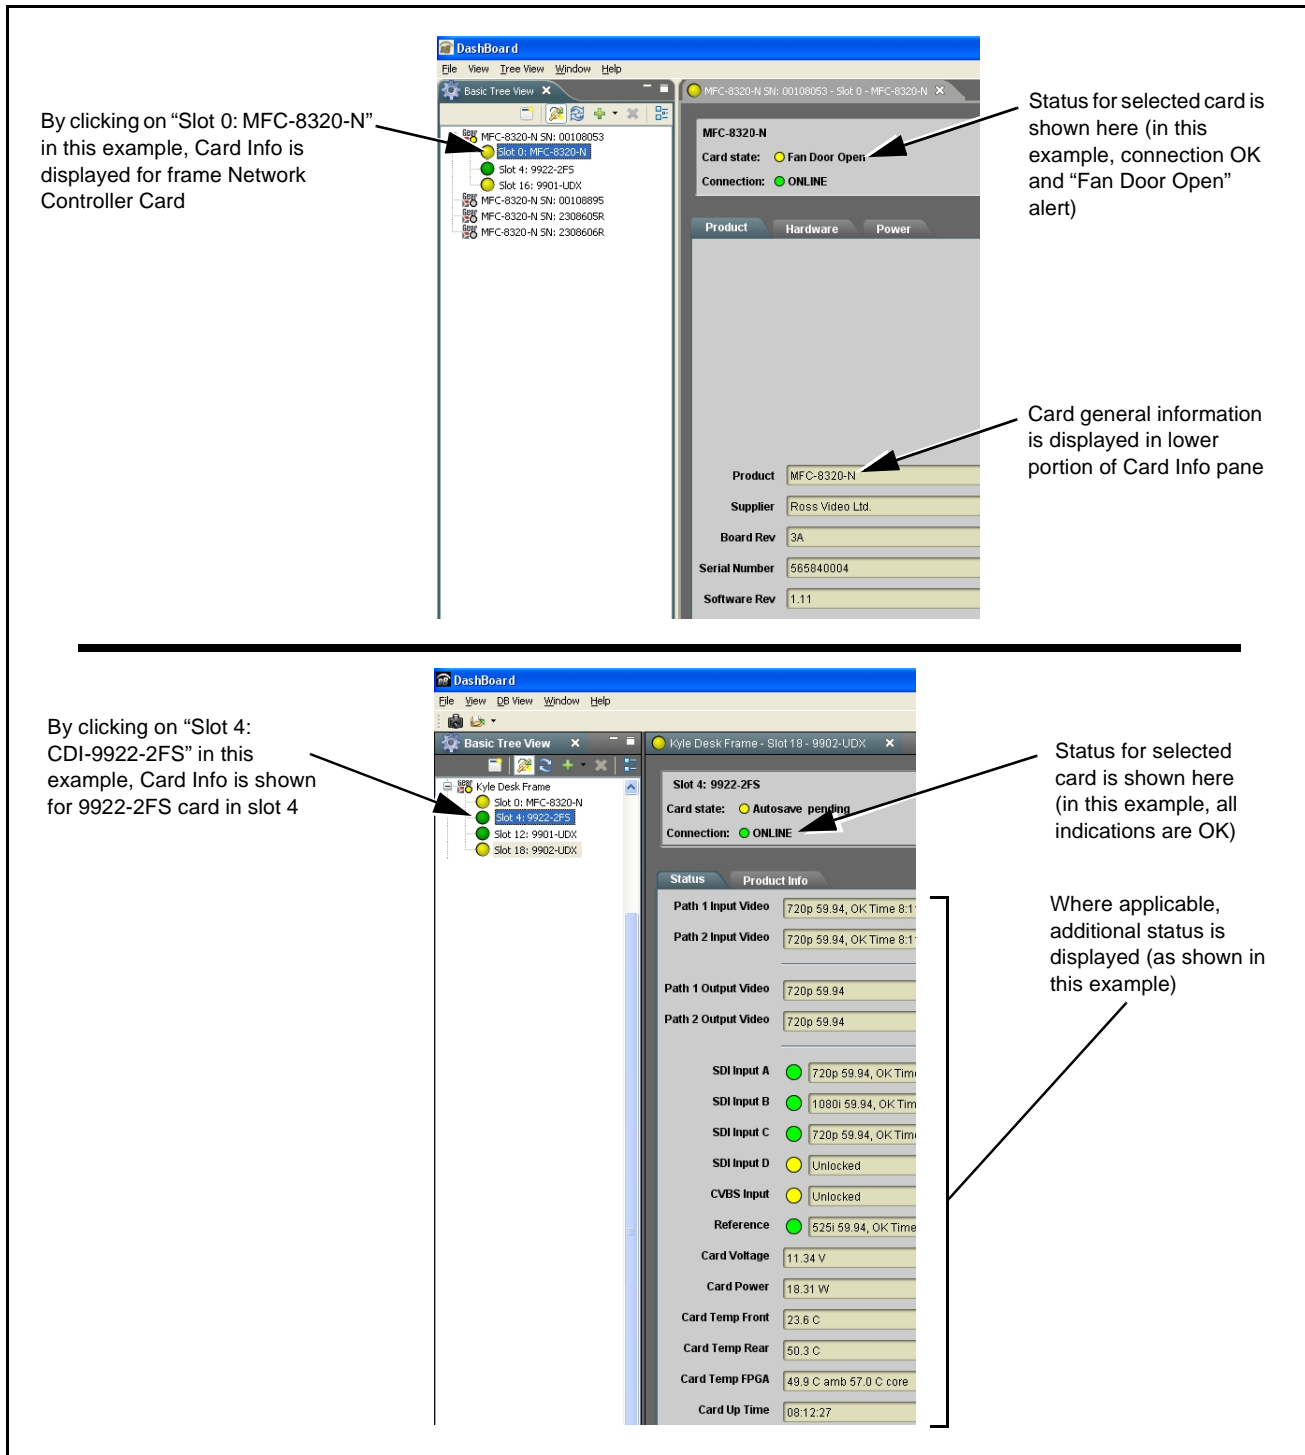 DashBoard
File View Tree View Window Help
Basic Tree View
MFC-8320-N SN: 00108053 - Slot 0 - MFC-8320-N
MFC-8320-N SN: 00108053
Slot 0: MFC-8320-N
Slot 4: 9922-2FS
Slot 16: 9901-UDX
MFC-8320-N SN: 00108895
MFC-8320-N SN: 2308605R
MFC-8320-N SN: 2308606R
MFC-8320-N
Card state: Fan Door Open
Connection: ONLINE
Product Hardware Power
Product MFC-8320-N
Supplier Ross Video Ltd.
Board Rev 3A
Serial Number 565840004
Software Rev 1.11
By clicking on “Slot 0: MFC-8320-N”
in this example, Card Info is
displayed for frame Network
Controller Card
Status for selected card is
shown here (in this
example, connection OK
and “Fan Door Open”
alert)
Card general information
is displayed in lower
portion of Card Info pane
DashBoard
File View DB View Window Help
Basic Tree View
Kyle Desk Frame - Slot 18 - 9902-UDX
Kyle Desk Frame
Slot 0: MFC-8320-N
Slot 4: 9922-2FS
Slot 12: 9901-UDX
Slot 18: 9902-UDX
Slot 4: 9922-2FS
Card state: Autosave pending
Connection: ONLINE
Status Product Info
Path 1 Input Video 720p 59.94, OK Time 8:1
Path 2 Input Video 720p 59.94, OK Time 8:1
Path 1 Output Video 720p 59.94
Path 2 Output Video 720p 59.94
SDI Input A 720p 59.94, OK Time
SDI Input B 1080i 59.94, OK Tim
SDI Input C 720p 59.94, OK Time
SDI Input D Unlocked
CVBS Input Unlocked
Reference 525i 59.94, OK Time
Card Voltage 11.34 V
Card Power 18.31 W
Card Temp Front 23.6 C
Card Temp Rear 50.3 C
Card Temp FPGA 49.9 C amb 57.0 C core
Card Up Time 08:12:27
By clicking on “Slot 4:
CDI-9922-2FS” in this
example, Card Info is shown
for 9922-2FS card in slot 4
Status for selected
card is shown here
(in this example, all
indications are OK)
Where applicable,
additional status is
displayed (as shown in
this example)